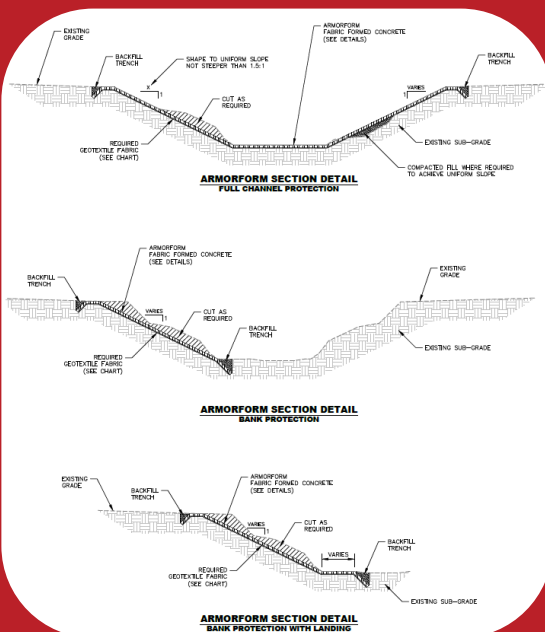 EXISTING
GRADE
BACKFILL
TRENCH
SHAPE TO UNIFORM SLOPE
NOT STEEPER THAN 1.5:1
ARMORFORM
FABRIC FORMED CONCRETE
(SEE DETAILS)
BACKFILL
TRENCH
X
1
CUT AS
REQUIRED
VARIES
1
REQUIRED
GEOTEXTILE FABRIC
(SEE CHART)
EXISTING SUB-GRADE
COMPACTED FILL WHERE REQUIRED
TO ACHIEVE UNIFORM SLOPE
ARMORFORM SECTION DETAIL
FULL CHANNEL PROTECTION
ARMORFORM
FABRIC FORMED CONCRETE
(SEE DETAILS)
BACKFILL
TRENCH
EXISTING
GRADE
VARIES
1
CUT AS
REQUIRED
BACKFILL
TRENCH
REQUIRED
GEOTEXTILE FABRIC
(SEE CHART)
EXISTING SUB-GRADE
ARMORFORM SECTION DETAIL
BANK PROTECTION
EXISTING
GRADE
BACKFILL
TRENCH
ARMORFORM
FABRIC FORMED CONCRETE
(SEE DETAILS)
VARIES
1
CUT AS
REQUIRED
VARIES
BACKFILL
TRENCH
REQUIRED
GEOTEXTILE FABRIC
(SEE CHART)
EXISTING SUB-GRADE
ARMORFORM SECTION DETAIL
BANK PROTECTION WITH LANDING